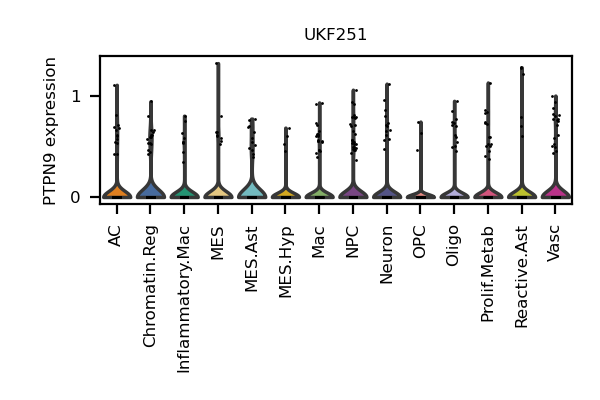 UKF251
PTPN9 expression
1
0
AC
Chromatin.Reg
Inflammatory.Mac
MES
MES.Ast
MES.Hyp
Mac
NPC
Neuron
OPC
Oligo
Prolif.Metab
Reactive.Ast
Vasc